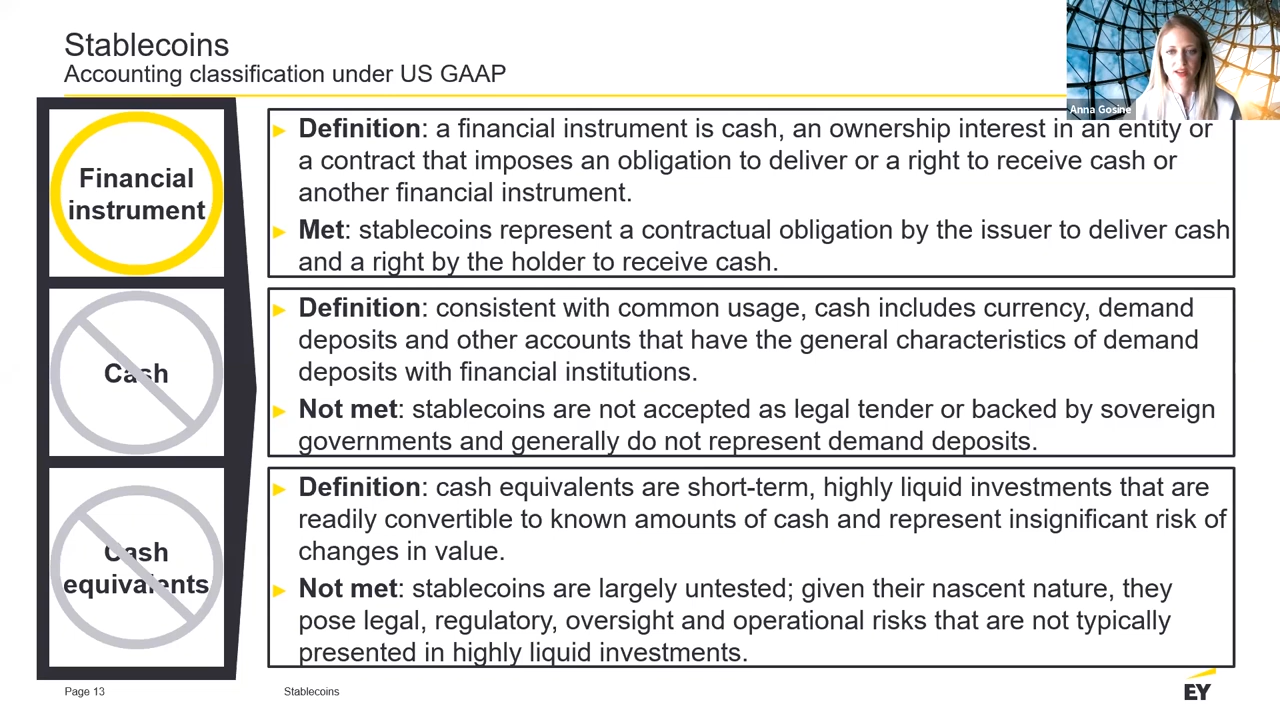 Stablecoins
Accounting classification under US GAAP
Anna Gosine
Financial
instrument
► Definition: a financial instrument is cash, an ownership interest in an entity or
a contract that imposes an obligation to deliver or a right to receive cash or
another financial instrument.
► Met: stablecoins represent a contractual obligation by the issuer to deliver cash
and a right by the holder to receive cash.
Cash
► Definition: consistent with common usage, cash includes currency, demand
deposits and other accounts that have the general characteristics of demand
deposits with financial institutions.
► Not met: stablecoins are not accepted as legal tender or backed by sovereign
governments and generally do not represent demand deposits.
Cash
equivalents
► Definition: cash equivalents are short-term, highly liquid investments that are
readily convertible to known amounts of cash and represent insignificant risk of
changes in value.
► Not met: stablecoins are largely untested; given their nascent nature, they
pose legal, regulatory, oversight and operational risks that are not typically
presented in highly liquid investments.
Page 13
Stablecoins
EY